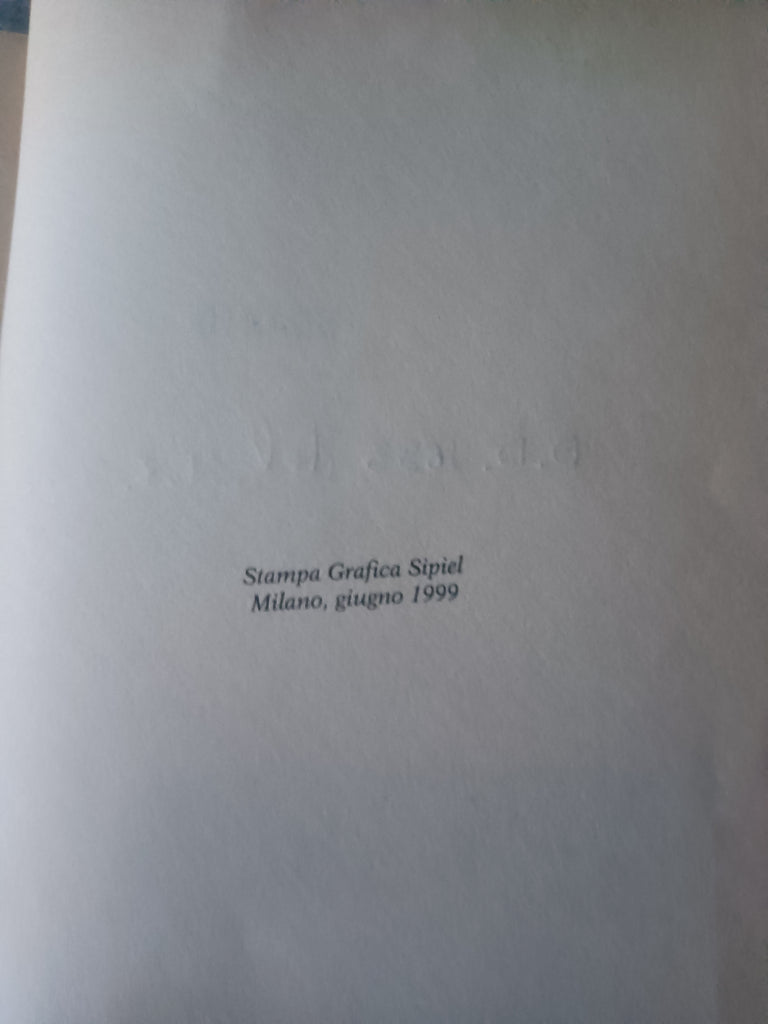 Stampa Grafica Sipiel
Milano, giugno 1999